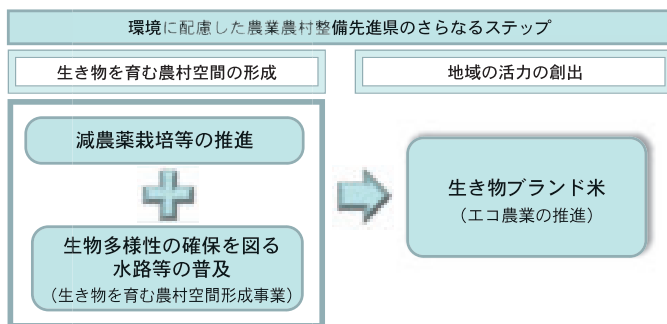 環境に配慮した農業農村整備先進県のさらなるステップ
生き物を育む農村空間の形成
地域の活力の創出
減農薬栽培等の推進
生物多様性の確保を図る
水路等の普及
（生き物を育む農村空間形成事業）
生き物ブランド米
（エコ農業の推進）